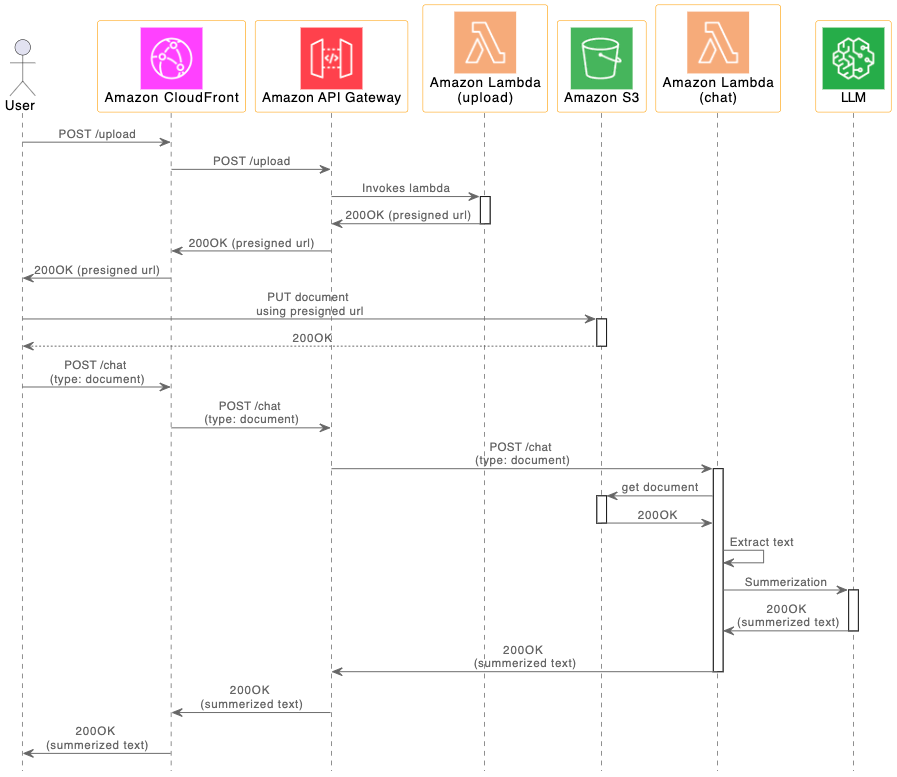 User
Amazon CloudFront
Amazon API Gateway
Amazon Lambda
(upload)
Amazon S3
Amazon Lambda
(chat)
LLM
POST /upload
POST /upload
Invokes lambda
200OK (presigned url)
200OK (presigned url)
200OK (presigned url)
PUT document
using presigned url
200OK
POST /chat
(type: document)
POST /chat
(type: document)
POST /chat
(type: document)
get document
200OK
Extract text
Summerization
200OK
(summerized text)
200OK
(summerized text)
200OK
(summerized text)
200OK
(summerized text)